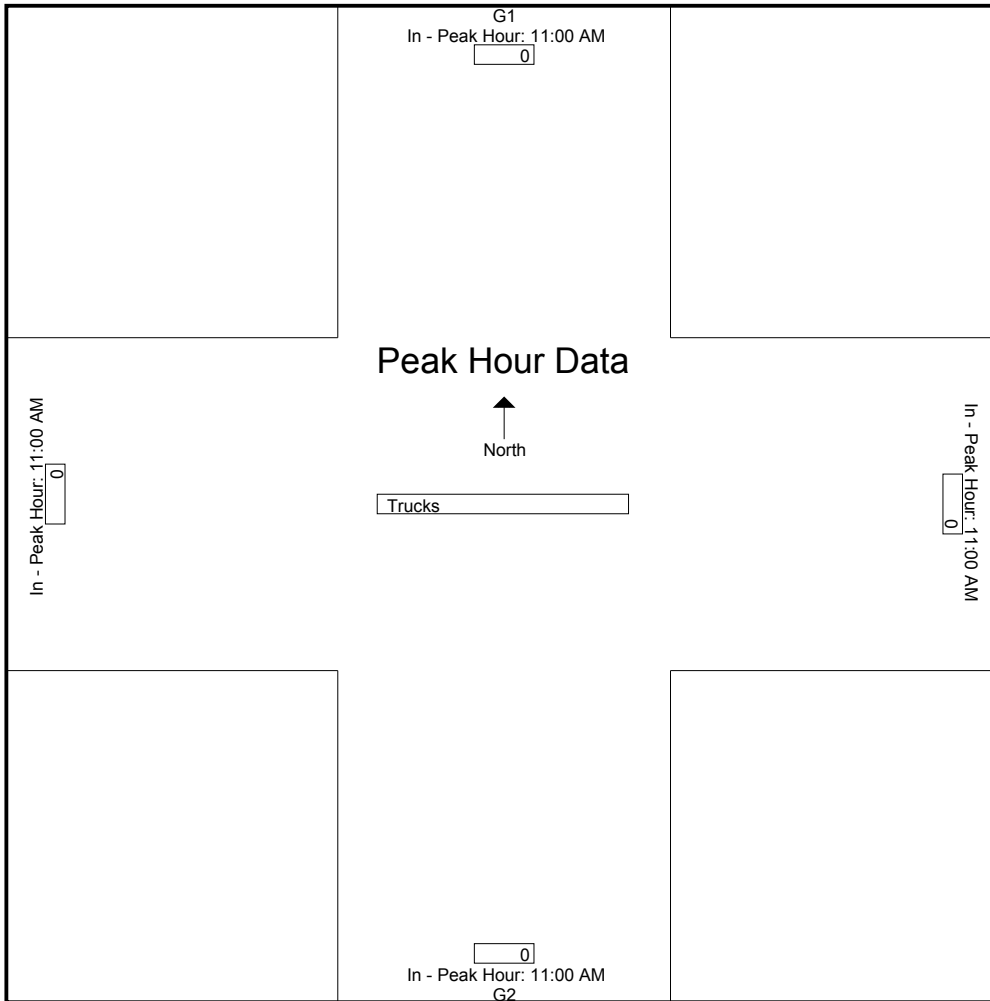 G1
In - Peak Hour: 11:00 AM
0
Peak Hour Data
North
Trucks
In - Peak Hour: 11:00 AM
0
In - Peak Hour: 11:00 AM
0
0
In - Peak Hour: 11:00 AM
G2